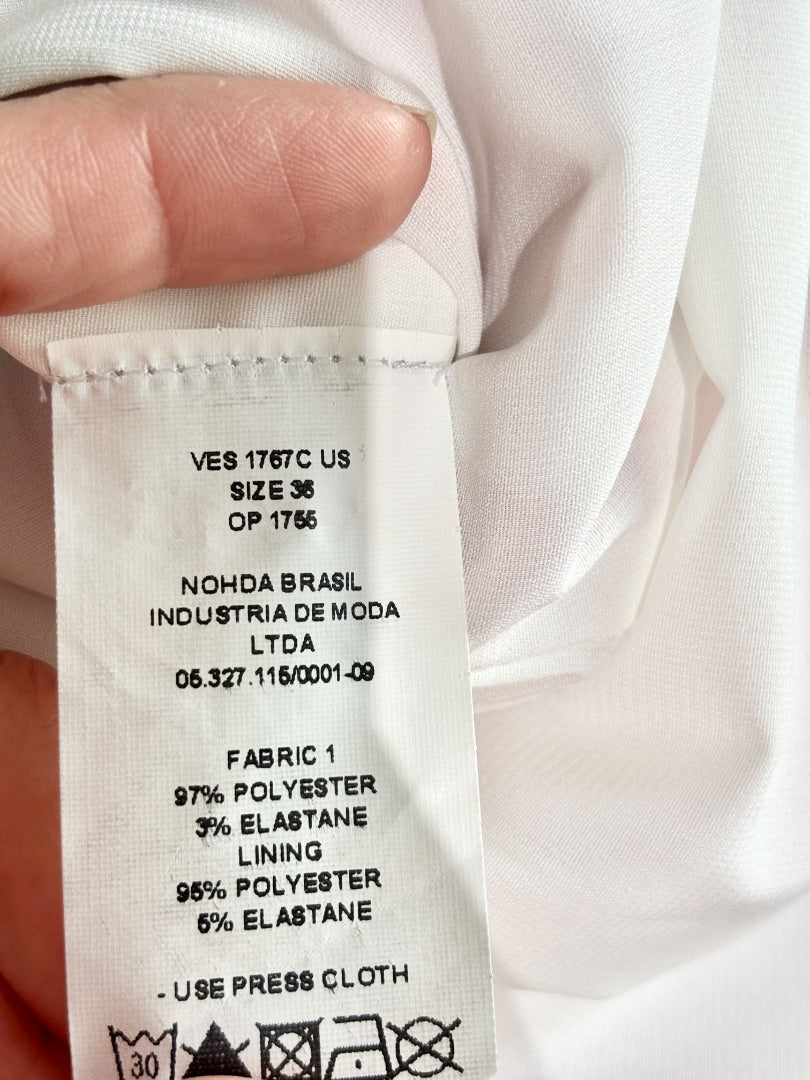 VES 1767C US
SIZE 36
OP 1755
NOHDA BRASIL
INDUSTRIA DE MODA
LTDA
05.327.115/0001-09
FABRIC 1
97% POLYESTER
3% ELASTANE
LINING
95% POLYESTER
5% ELASTANE
- USE PRESS CLOTH
30